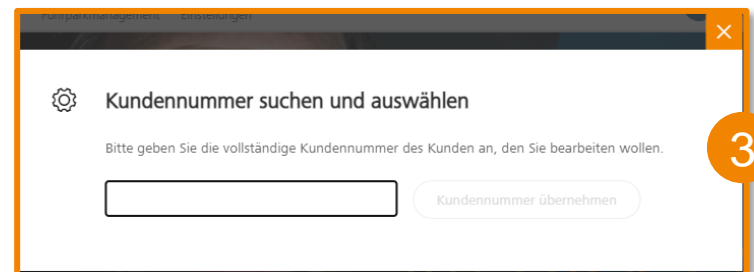 Fuhrparkmanagement Einstellungen
Kundennummer suchen und auswählen
Bitte geben Sie die vollständige Kundennummer des Kunden an, den Sie bearbeiten wollen.
3
Kundennummer übernehmen